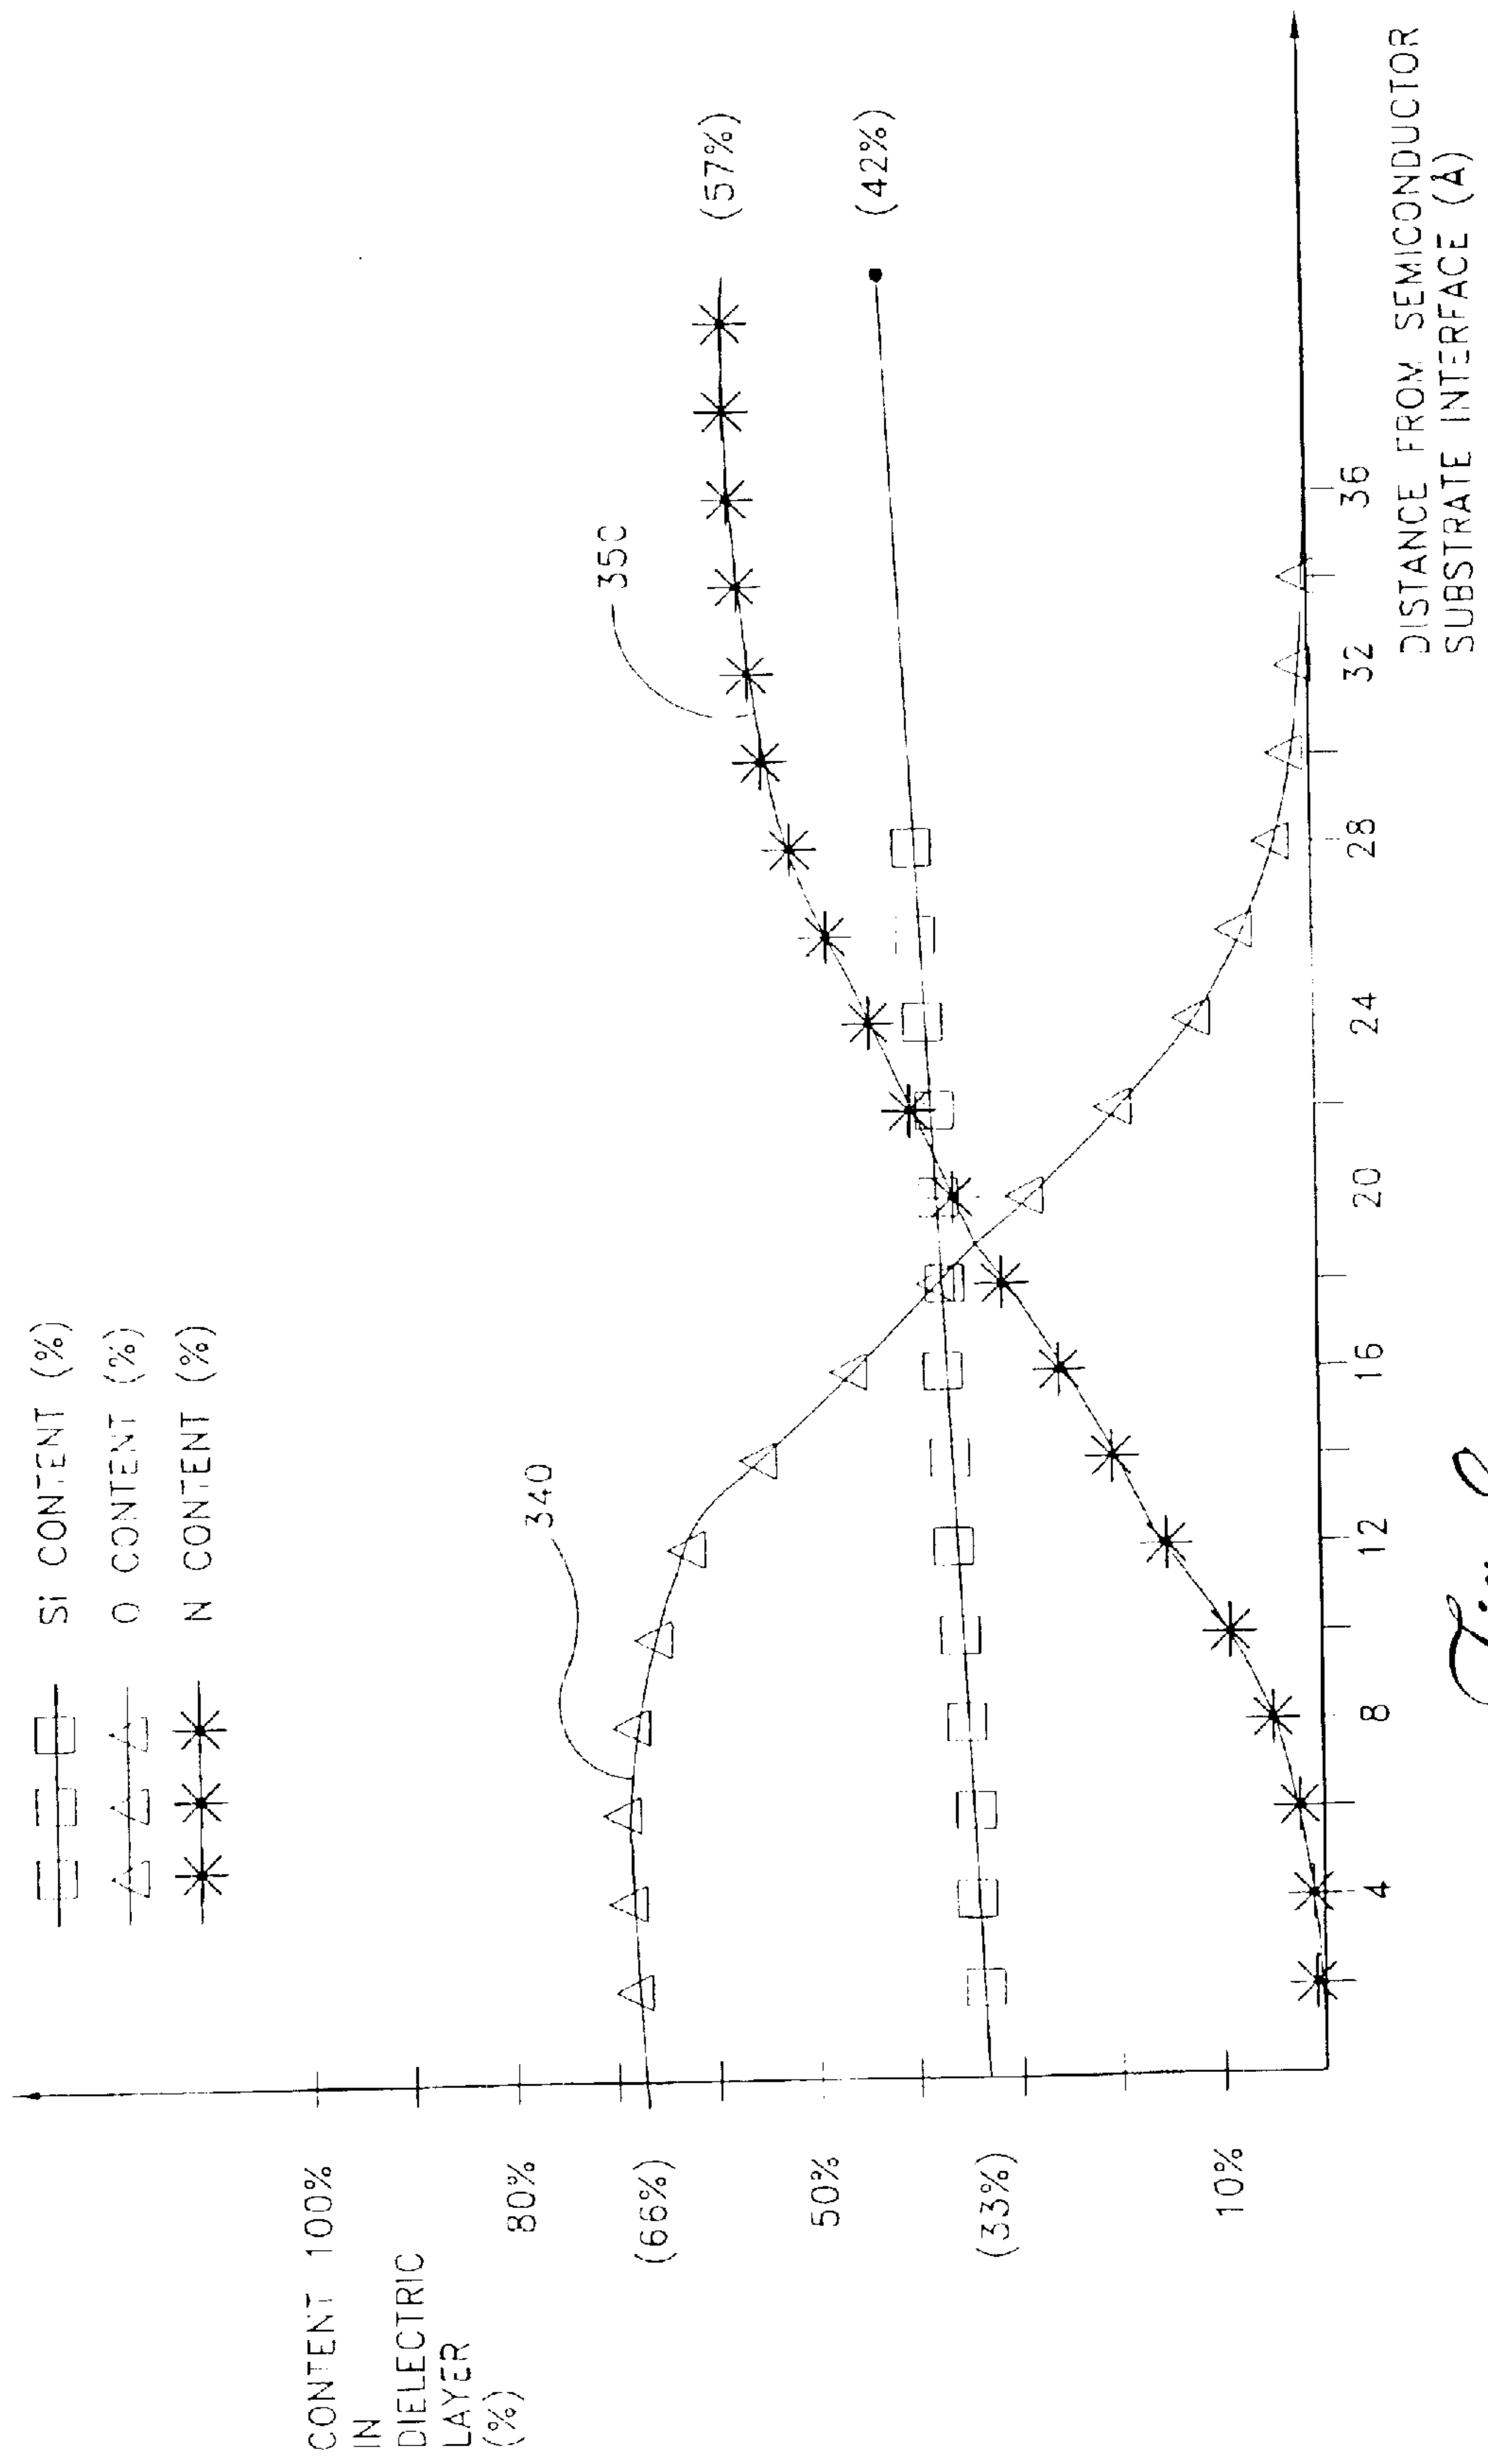 Si CONTENT (%)
O CONTENT (%)
N CONTENT (%)
CONTENT
IN
DIELECTRIC
LAYER
(%)
100%
80%
(66%)
50%
(33%)
10%
340
350
(57%)
(42%)
4
8
12
16
20
24
28
32
36
DISTANCE FROM SEMICONDUCTOR
SUBSTRATE INTERFACE (Å)